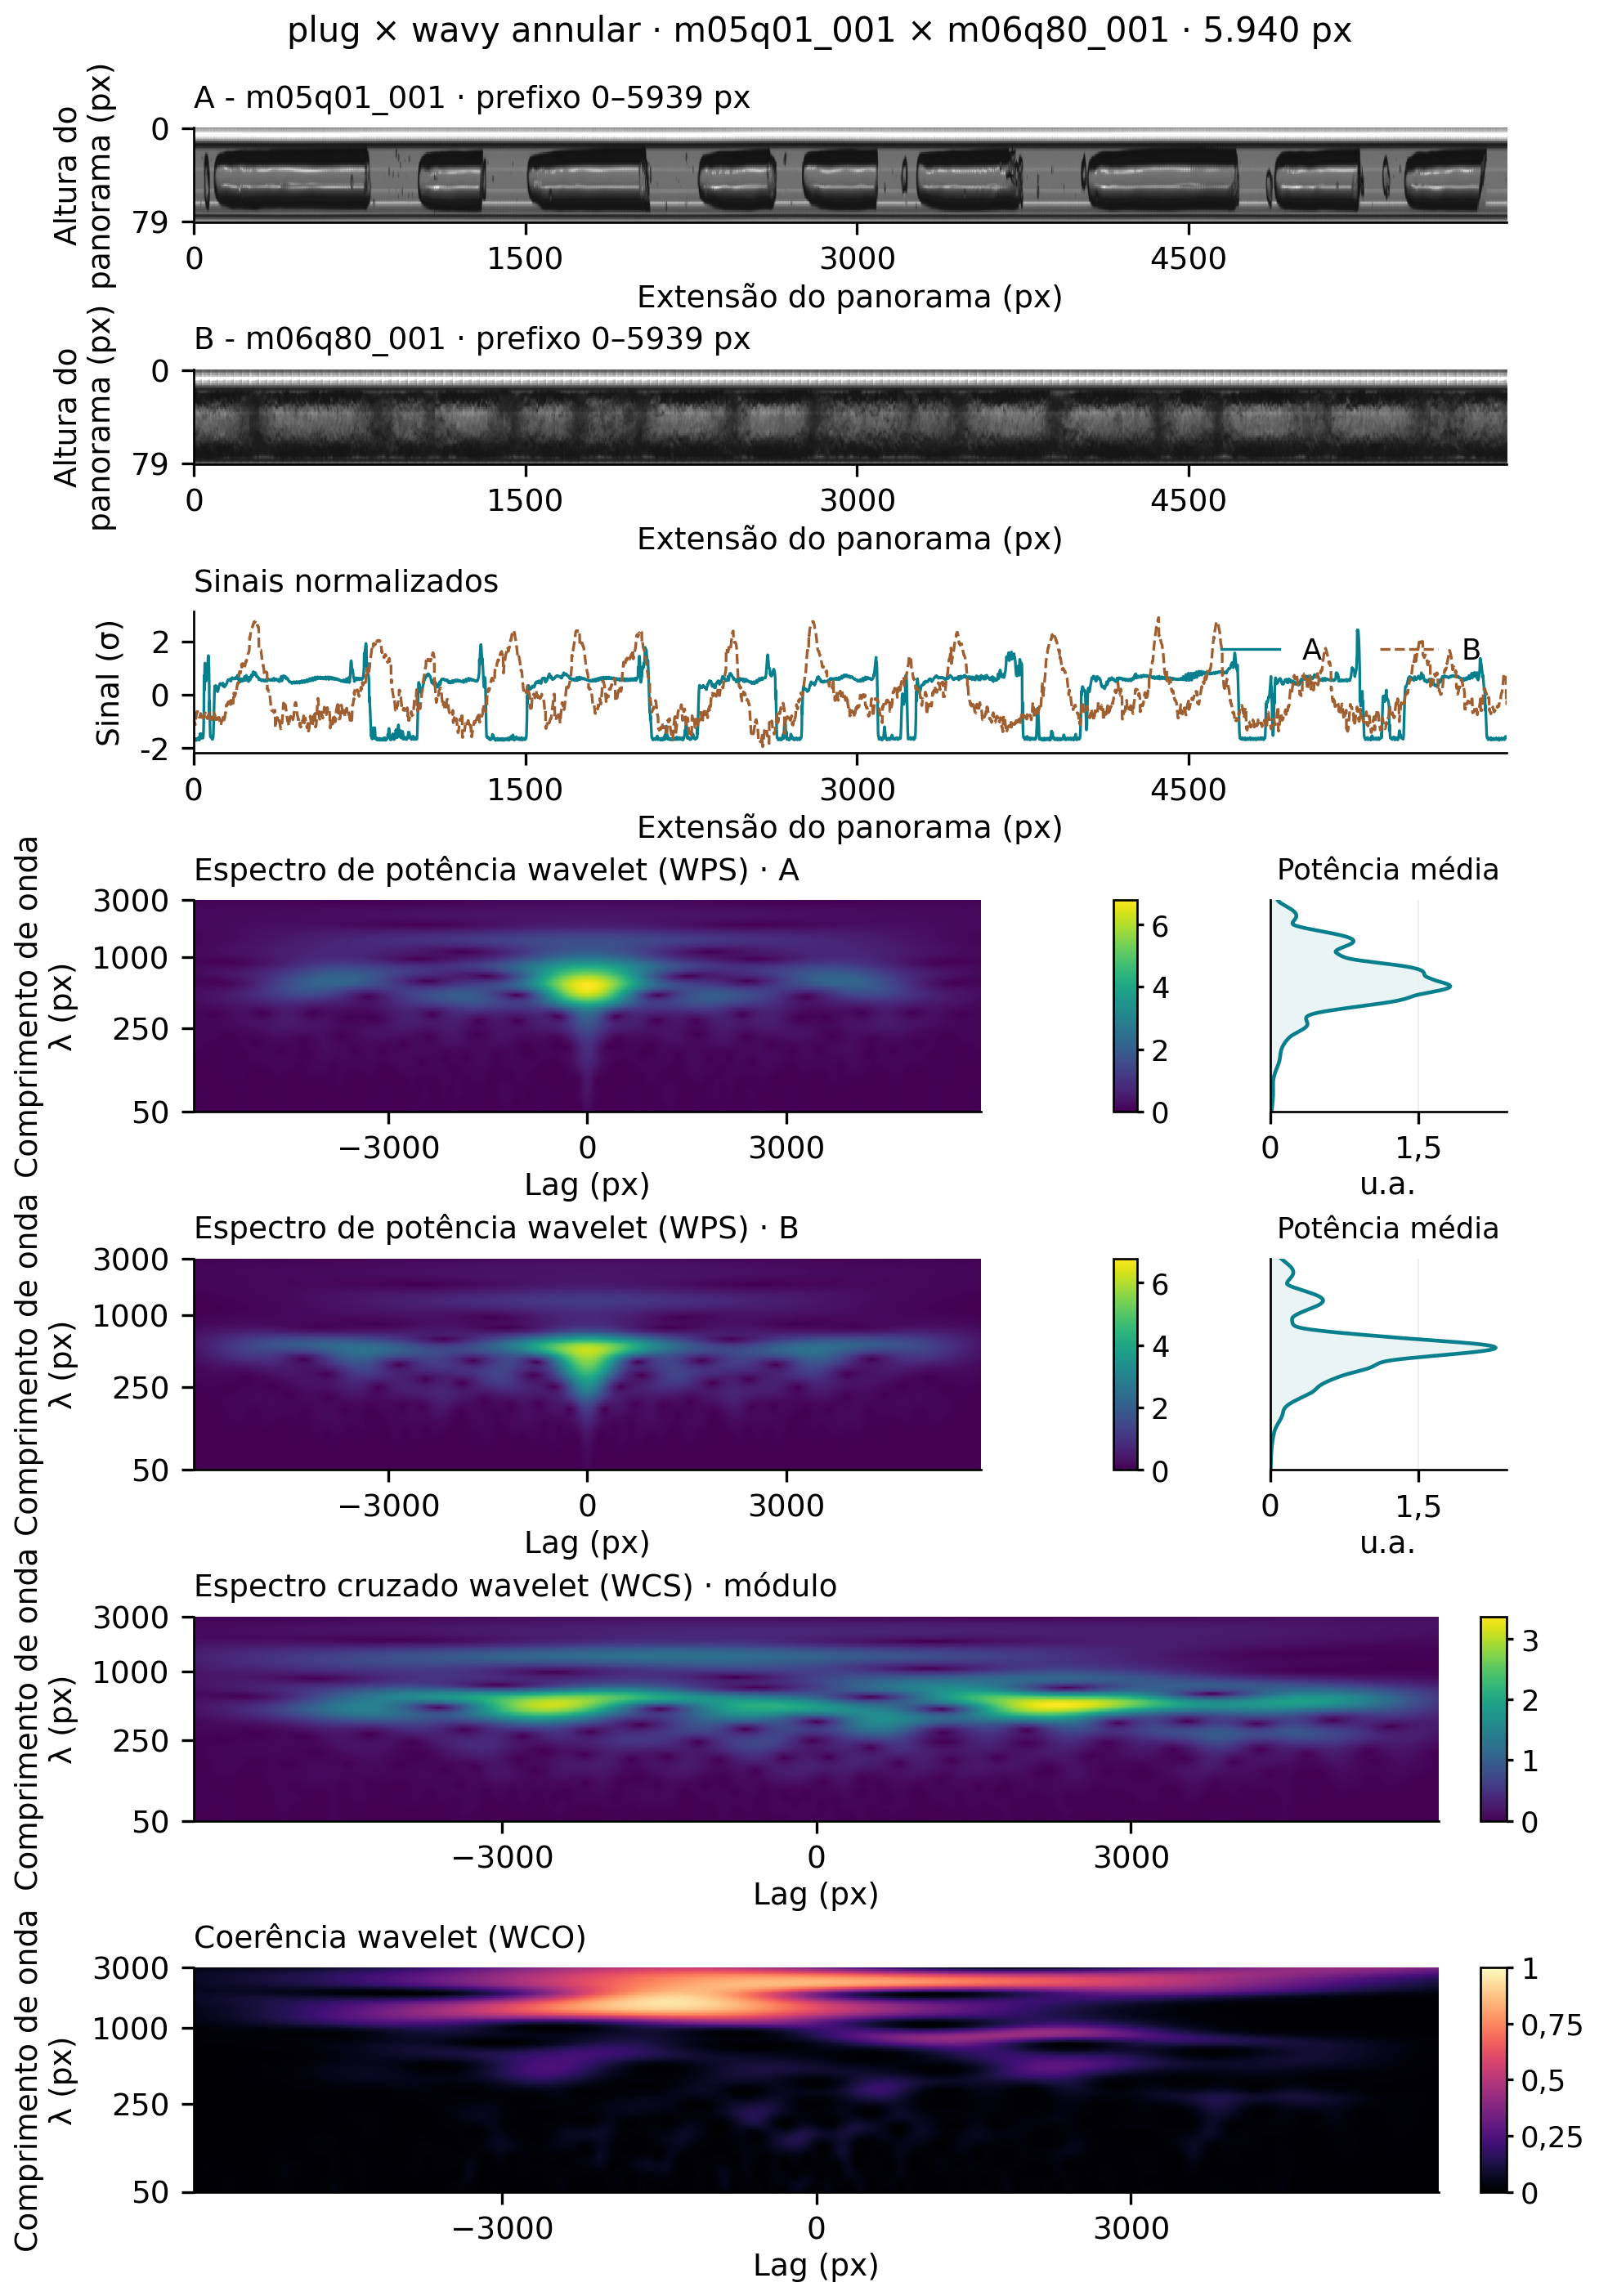 plug × wavy annular · m05q01_001 × m06q80_001 · 5.940 px
A - m05q01_001 · prefixo 0–5939 px
Altura do
panorama (px)
0
79
0 1500 3000 4500
Extensão do panorama (px)
B - m06q80_001 · prefixo 0–5939 px
Altura do
panorama (px)
0
79
0 1500 3000 4500
Extensão do panorama (px)
Sinais normalizados
Sinal (σ)
2
0
-2
A B
0 1500 3000 4500
Extensão do panorama (px)
Espectro de potência wavelet (WPS) · A
Comprimento de onda
λ (px)
3000
1000
250
50
−3000 0 3000
Lag (px)
6
4
2
0
Potência média
0 1,5
u.a.
Espectro de potência wavelet (WPS) · B
Comprimento de onda
λ (px)
3000
1000
250
50
−3000 0 3000
Lag (px)
6
4
2
0
Potência média
0 1,5
u.a.
Espectro cruzado wavelet (WCS) · módulo
Comprimento de onda
λ (px)
3000
1000
250
50
−3000 0 3000
Lag (px)
3
2
1
0
Coerência wavelet (WCO)
Comprimento de onda
λ (px)
3000
1000
250
50
−3000 0 3000
Lag (px)
1
0,75
0,5
0,25
0